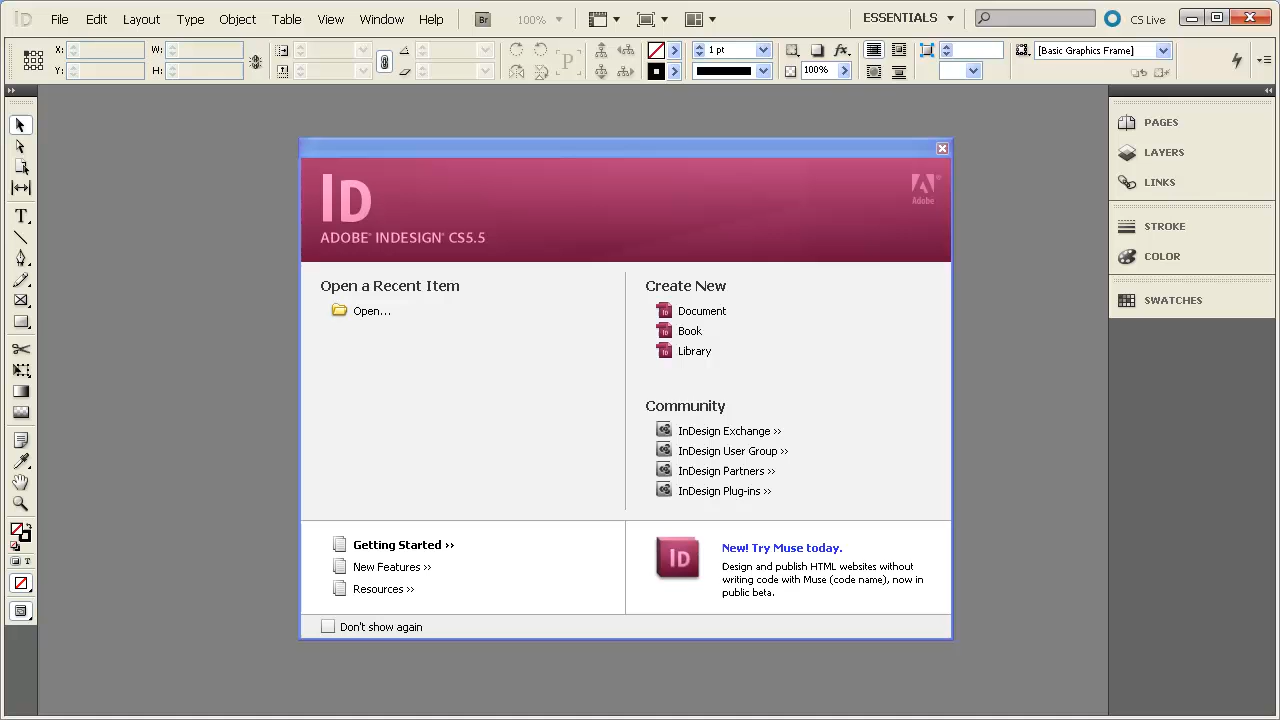 Id File Edit Layout Type Object Table View Window Help Br 100% ESSENTIALS CS Live
X: W: 1 pt fx. [Basic Graphics Frame]
Y: H: P 100%
PAGES
LAYERS
LINKS
STROKE
COLOR
SWATCHES
T
T
ID
Adobe
ADOBE® INDESIGN® CS5.5
Open a Recent Item
Open...
Create New
Document
Book
Library
Community
InDesign Exchange >>
InDesign User Group >>
InDesign Partners >>
InDesign Plug-ins >>
Getting Started >>
New Features >>
Resources >>
ID
New! Try Muse today.
Design and publish HTML websites without
writing code with Muse (code name), now in
public beta.
Don't show again